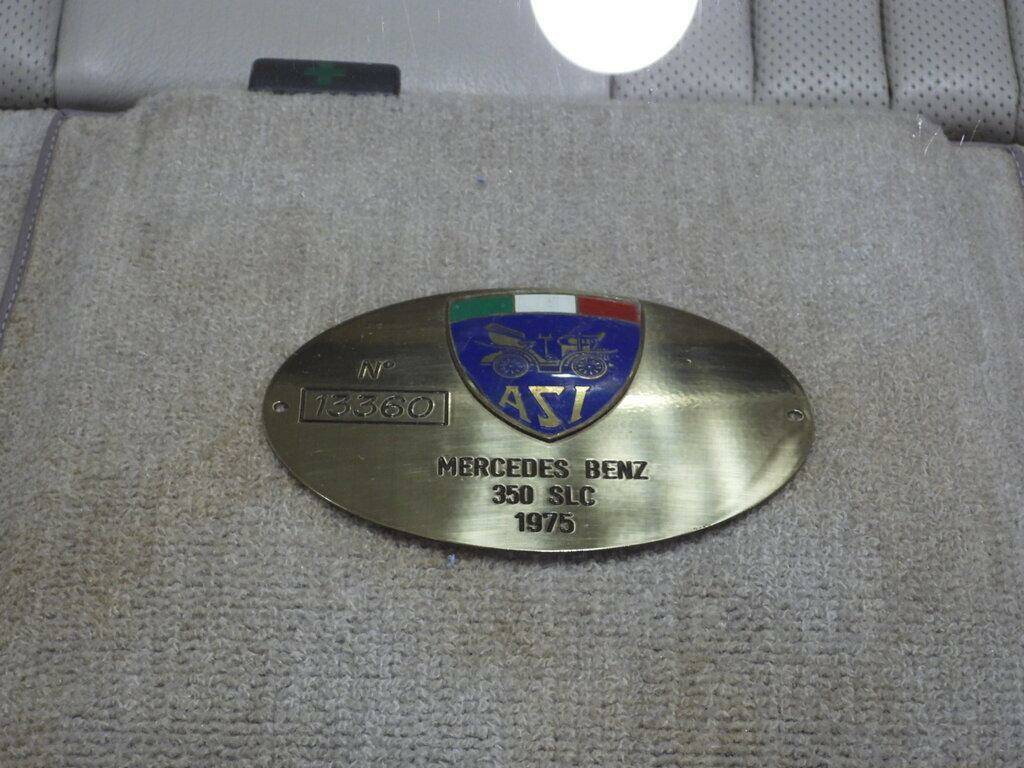 ASI
N°
13360
MERCEDES BENZ
350 SLC
1975